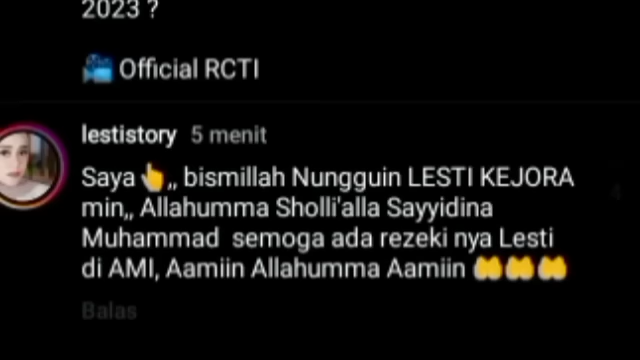 2023 ?
🎦 Official RCTI
lestistory 5 menit
Saya 👆,, bismillah Nungguin LESTI KEJORA
min,, Allahumma Sholli'alla Sayyidina
Muhammad semoga ada rezeki nya Lesti
di AMI, Aamiin Allahumma Aamiin 🤲🤲🤲
Balas